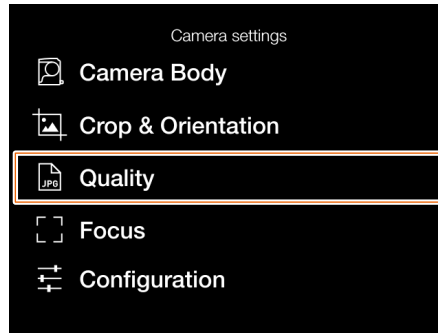 Camera settings
Camera Body
Crop & Orientation
JPG Quality
Focus
Configuration